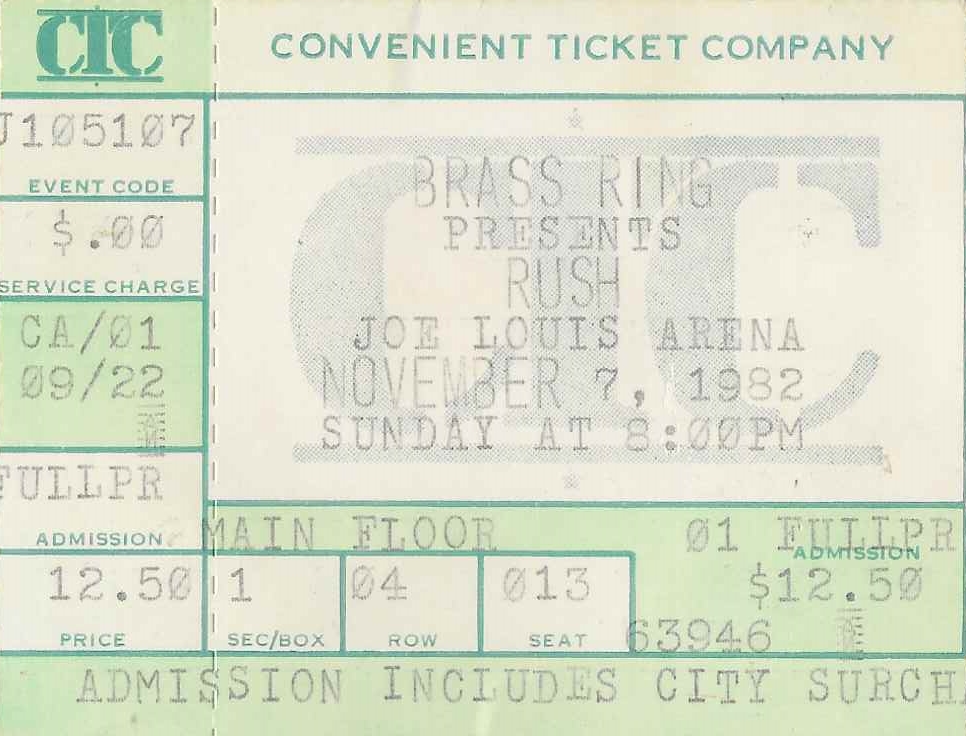 CTC
CONVENIENT TICKET COMPANY
J105107
EVENT CODE
$.00
SERVICE CHARGE
CA/01
09/22
FULLPR
ADMISSION
12.50
PRICE
BRASS RING
PRESENTS
RUSH
JOE LOUIS ARENA
NOVEMBER 7, 1982
SUNDAY AT 8:00PM
MAIN FLOOR 01 FULLPR
ADMISSION
1 04 013 $12.50
SEC/BOX ROW SEAT
63946
ADMISSION INCLUDES CITY SURCHA